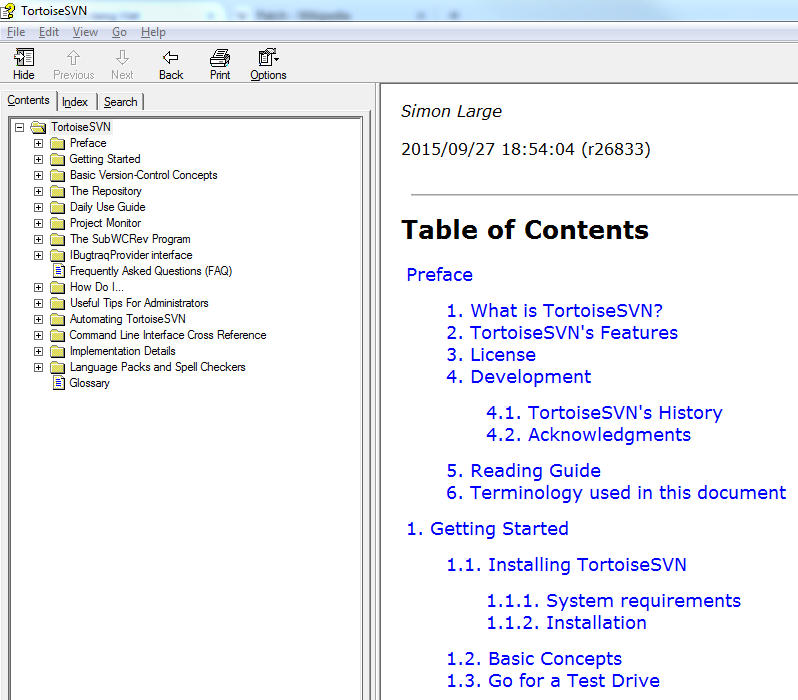 TortoiseSVN
File Edit View Go Help
Hide Previous Next Back Print Options
Contents Index Search
TortoiseSVN
Preface
Getting Started
Basic Version-Control Concepts
The Repository
Daily Use Guide
Project Monitor
The SubWCRev Program
IBugtraqProvider interface
Frequently Asked Questions (FAQ)
How Do I...
Useful Tips For Administrators
Automating TortoiseSVN
Command Line Interface Cross Reference
Implementation Details
Language Packs and Spell Checkers
Glossary
Simon Large
2015/09/27 18:54:04 (r26833)
Table of Contents
Preface
1. What is TortoiseSVN?
2. TortoiseSVN's Features
3. License
4. Development
4.1. TortoiseSVN's History
4.2. Acknowledgments
5. Reading Guide
6. Terminology used in this document
1. Getting Started
1.1. Installing TortoiseSVN
1.1.1. System requirements
1.1.2. Installation
1.2. Basic Concepts
1.3. Go for a Test Drive